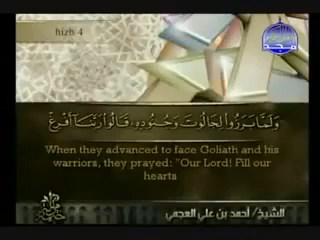 hizb 4
المجد
وَلَمَّا بَرَزُوا لِجَالُوتَ وَجُنُودِهِ قَالُوا رَبَّنَا أَفْرِغْ
When they advanced to face Goliath and his
warriors, they prayed: "Our Lord! Fill our
hearts
الشيخ/ أحمد بن علي العجمي